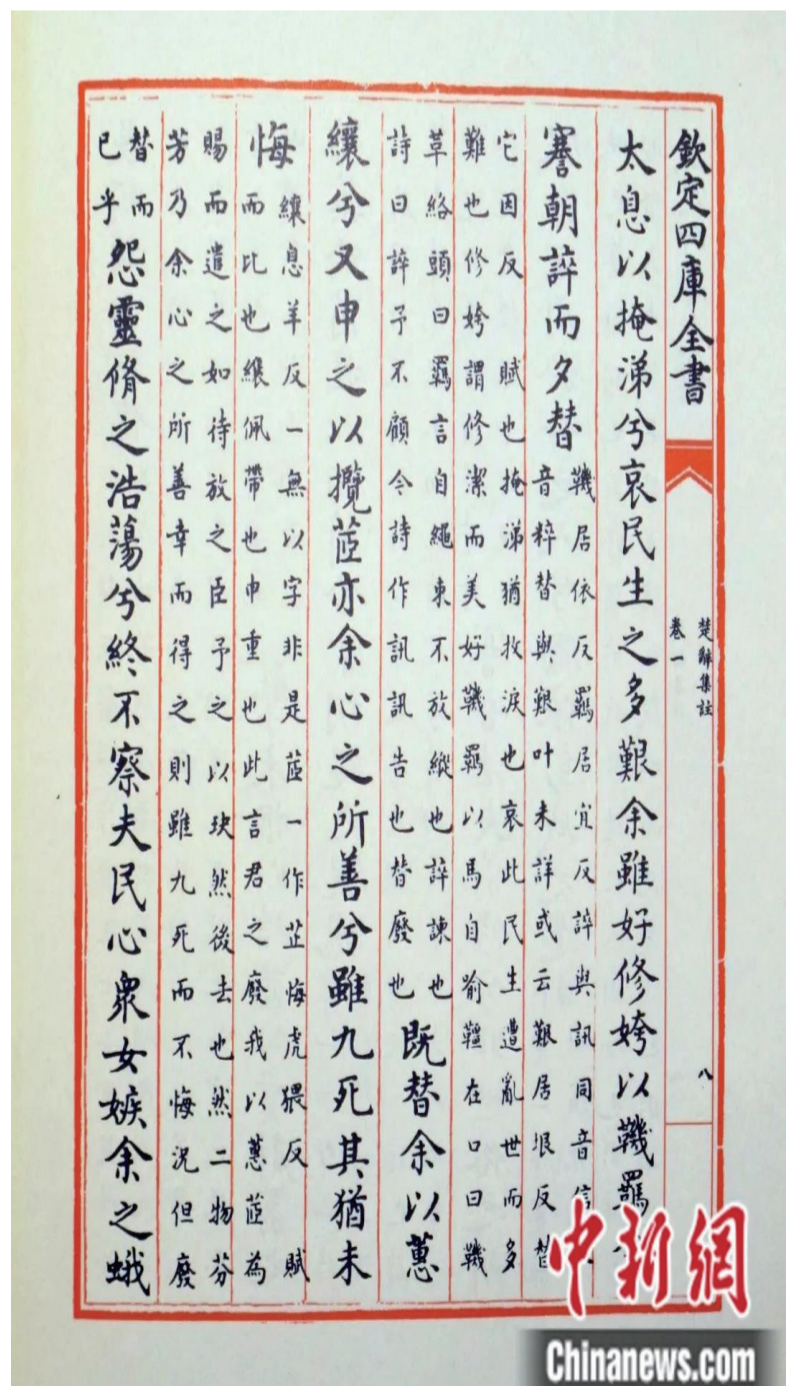 欽定四庫全書
楚辭集註
卷一
八
太息以掩涕兮哀民生之多艱余雖好修姱以鞿羈
謇朝誶而夕替
鞿居依反羈居宜反誶與訊同音信
音粹替與艱叶未詳或云艱居垠反替
它因反 賦也掩涕猶抆淚也哀此民生遭亂世而多
難也修姱謂修潔而美好鞿羈以馬自喻韁在口曰鞿
草絡頭曰羈言自繩束不放縱也誶諫也
詩曰誶予不顧今詩作訊訊告也替廢也
既替余以蕙
纕兮又申之以攬茝亦余心之所善兮雖九死其猶未
悔
纕息羊反一無以字非是茝一作芷悔虎猥反 賦
而比也纕佩帶也申重也此言君之廢我以蕙茝為
賜而遣之如待放之臣予之以玦然後去也然二物芬
芳乃余心之所善幸而得之則雖九死而不悔況但廢
替而
已乎
怨靈脩之浩蕩兮終不察夫民心衆女嫉余之蛾
中新網
Chinanews.com